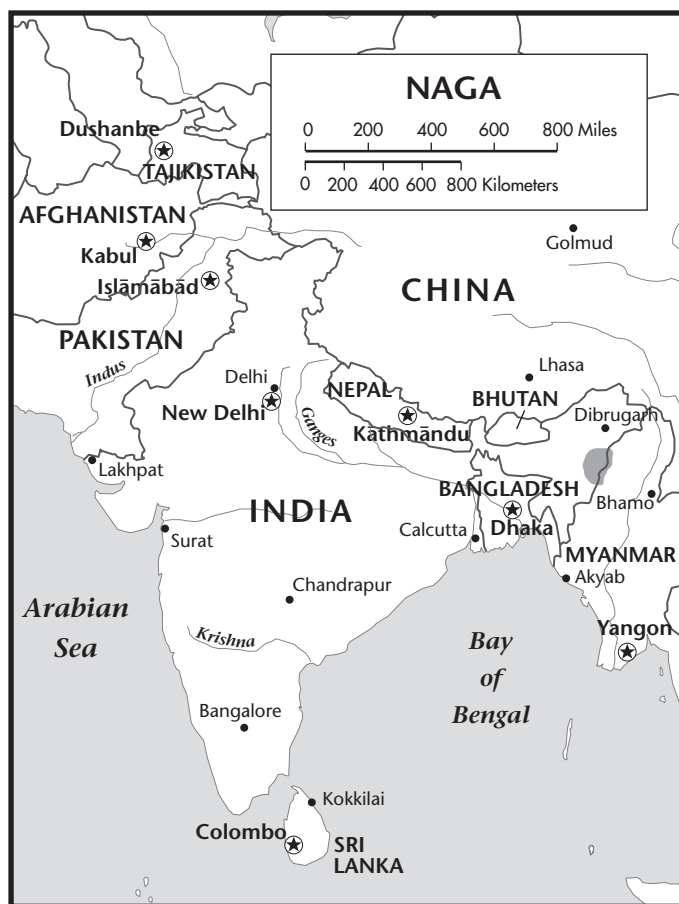 NAGA
0 200 400 600 800 Miles
0 200 400 600 800 Kilometers
Dushanbe
TAJIKISTAN
AFGHANISTAN
Kabul
Golmud
Islāmābād
CHINA
PAKISTAN
Indus
Lhasa
Delhi
NEPAL
BHUTAN
New Delhi
Ganges
Kāthmāndu
Dibrugarh
Lakhpat
BANGLADESH
Bhamo
INDIA
Dhaka
Surat
Calcutta
MYANMAR
Chandrapur
Akyab
Arabian
Sea
Krishna
Yangon
Bay
of
Bengal
Bangalore
Kokkilai
Colombo
SRI
LANKA